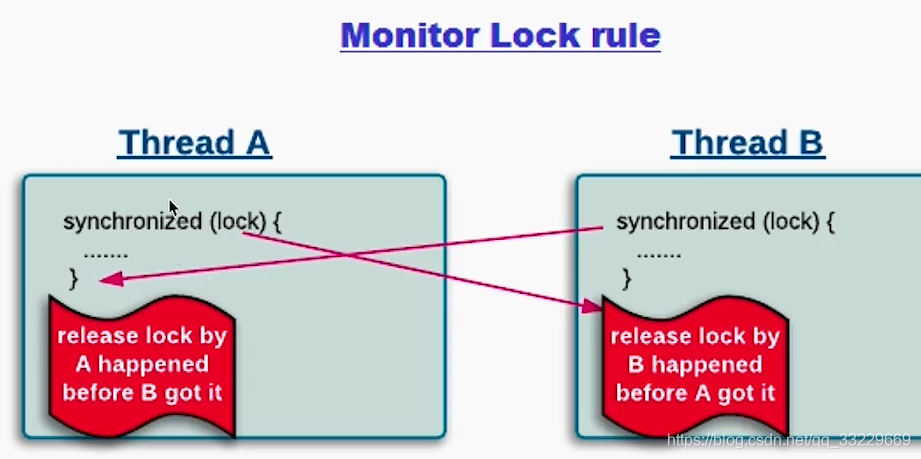 Monitor Lock rule
Thread A
synchronized (lock) {
.......
}
release lock by
A happened
before B got it
Thread B
synchronized (lock) {
.......
}
release lock by
B happened
before A got it
https://blog.csdn.net/qq_33229669